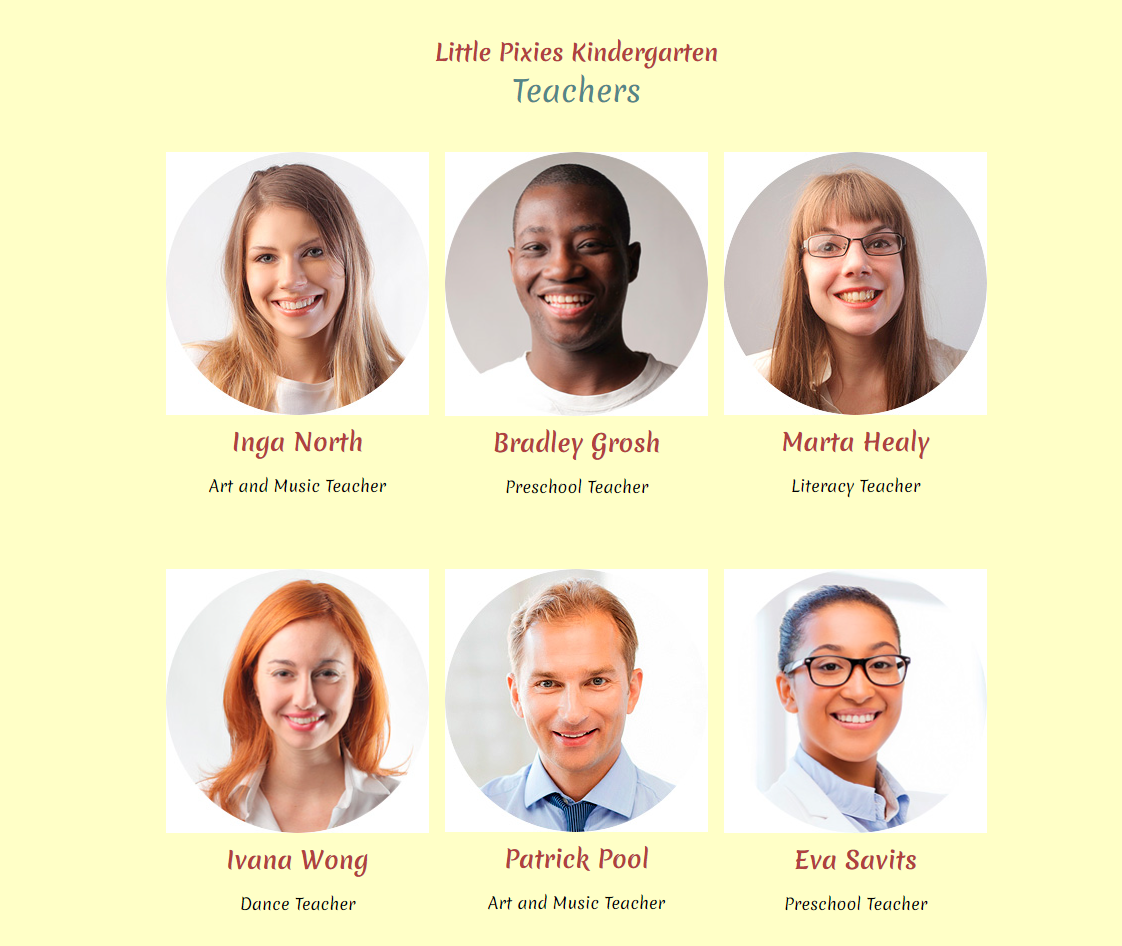 Little Pixies Kindergarten
Teachers
Inga North
Bradley Grosh
Marta Healy
Art and Music Teacher
Preschool Teacher
Literacy Teacher
Ivana Wong
Patrick Pool
Eva Savits
Dance Teacher
Art and Music Teacher
Preschool Teacher